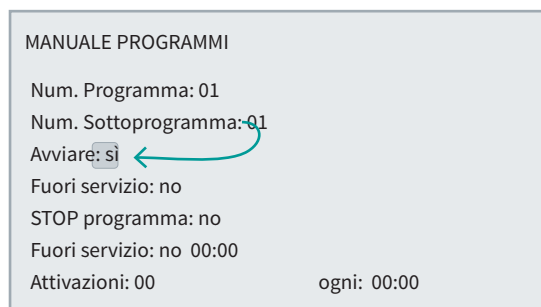 MANUALE PROGRAMMI
Num. Programma: 01
Num. Sottoprogramma: 01
Avviare: sì
Fuori servizio: no
STOP programma: no
Fuori servizio: no 00:00
Attivazioni: 00 ogni: 00:00